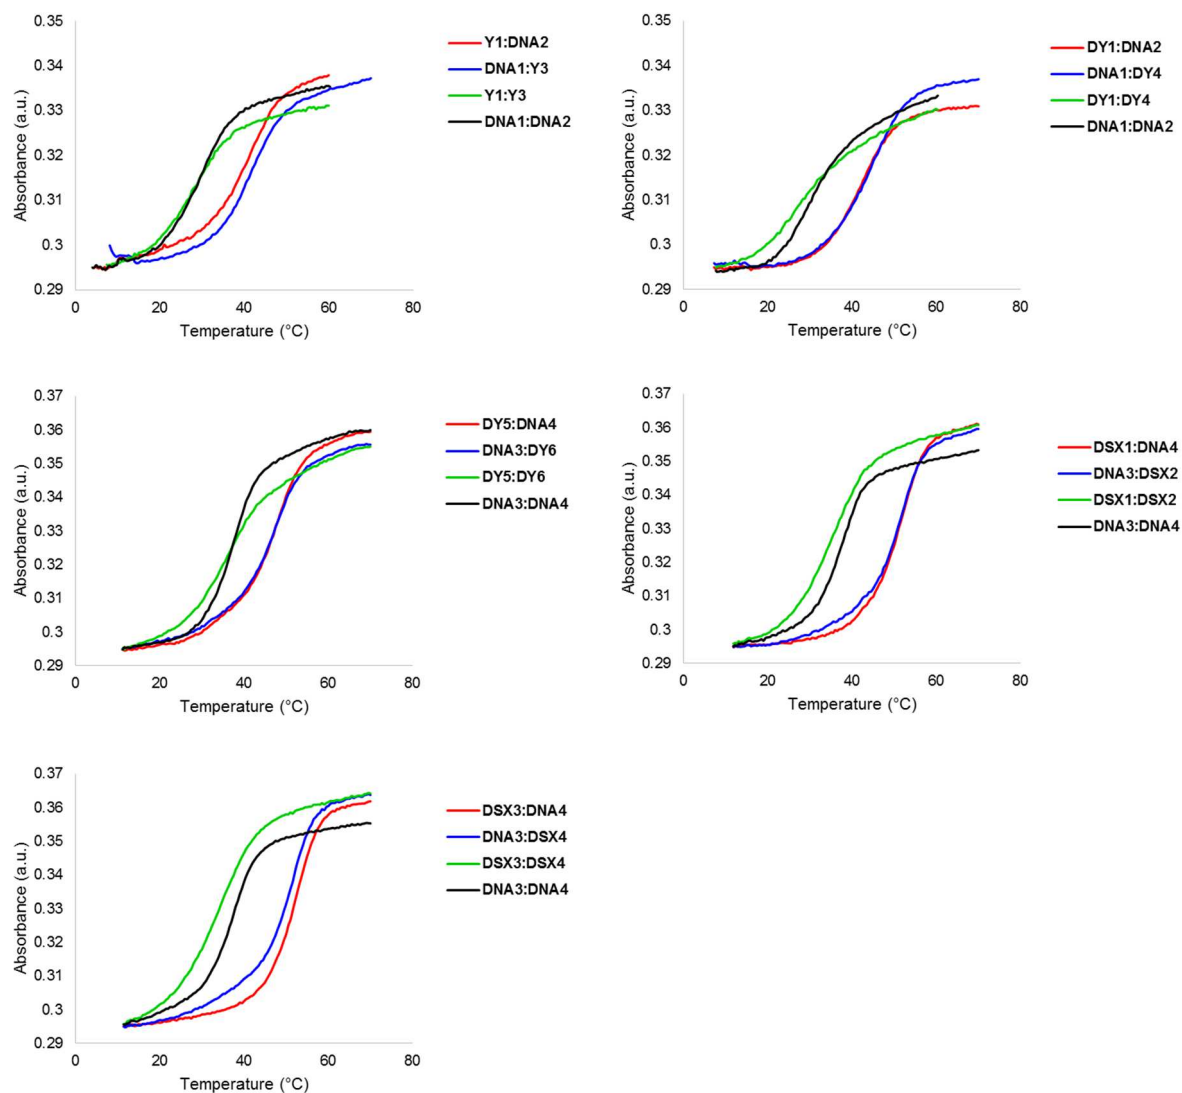 0.35
0.34
0.33
0.32
0.31
0.3
0.29
0
20
40
60
80
Absorbance (a.u.)
Temperature (°C)
Y1:DNA2
DNA1:Y3
Y1:Y3
DNA1:DNA2
0.35
0.34
0.33
0.32
0.31
0.3
0.29
0
20
40
60
80
Absorbance (a.u.)
Temperature (°C)
DY1:DNA2
DNA1:DY4
DY1:DY4
DNA1:DNA2
0.37
0.36
0.35
0.34
0.33
0.32
0.31
0.3
0.29
0
20
40
60
80
Absorbance (a.u.)
Temperature (°C)
DY5:DNA4
DNA3:DY6
DY5:DY6
DNA3:DNA4
0.37
0.36
0.35
0.34
0.33
0.32
0.31
0.3
0.29
0
20
40
60
80
Absorbance (a.u.)
Temperature (°C)
DSX1:DNA4
DNA3:DSX2
DSX1:DSX2
DNA3:DNA4
0.37
0.36
0.35
0.34
0.33
0.32
0.31
0.3
0.29
0
20
40
60
80
Absorbance (a.u.)
Temperature (°C)
DSX3:DNA4
DNA3:DSX4
DSX3:DSX4
DNA3:DNA4